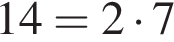 14 = 2 · 7